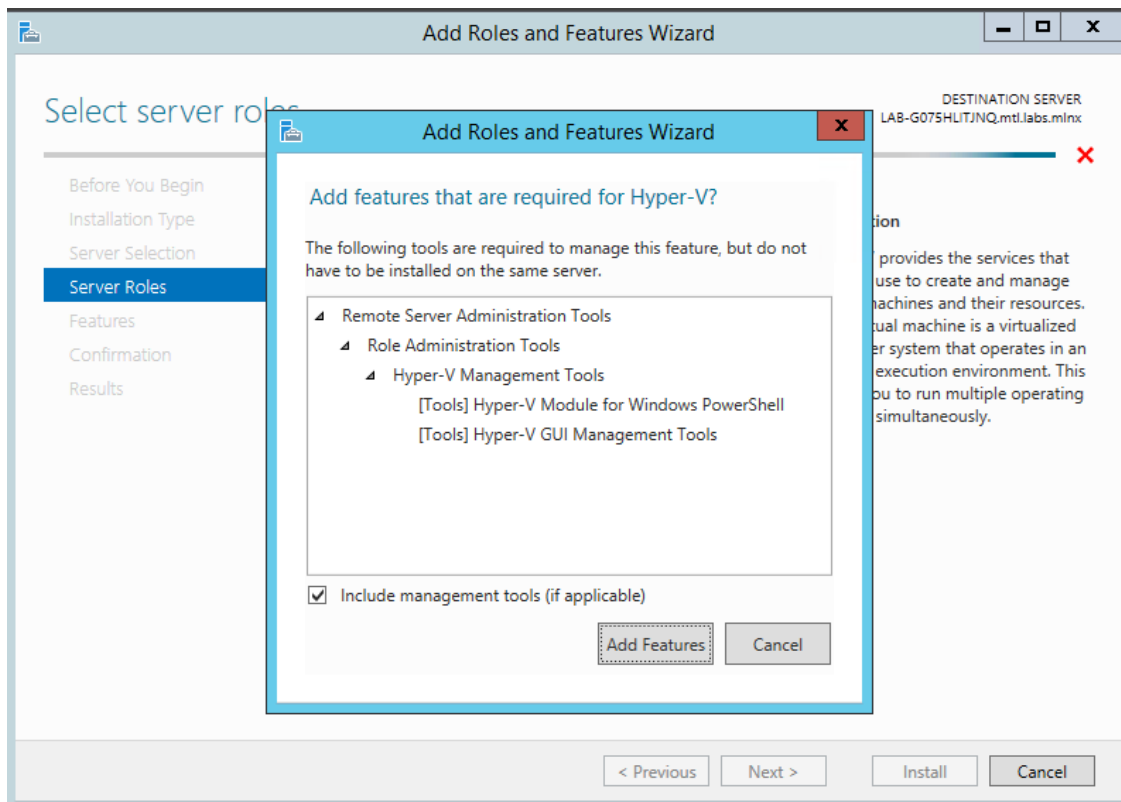 Add Roles and Features Wizard
Select server roles
DESTINATION SERVER
LAB-G075HLITJNQ.mtl.labs.mlnx
Before You Begin
Installation Type
Server Selection
Server Roles
Features
Confirmation
Results
Add Roles and Features Wizard
Add features that are required for Hyper-V?
The following tools are required to manage this feature, but do not
have to be installed on the same server.
Remote Server Administration Tools
Role Administration Tools
Hyper-V Management Tools
[Tools] Hyper-V Module for Windows PowerShell
[Tools] Hyper-V GUI Management Tools
Include management tools (if applicable)
Add Features
Cancel
tion
provides the services that
use to create and manage
machines and their resources.
tual machine is a virtualized
er system that operates in an
execution environment. This
ou to run multiple operating
simultaneously.
< Previous
Next >
Install
Cancel